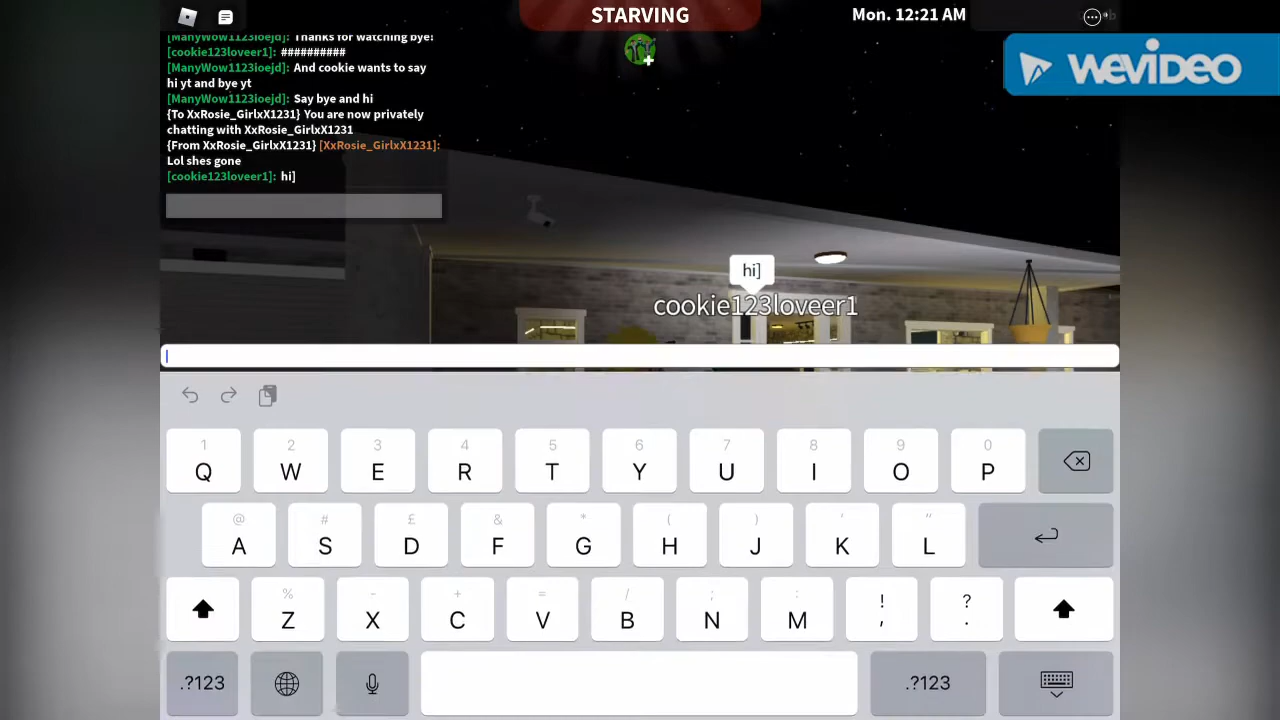 STARVING
Mon. 12:21 AM
WEVIDEO
[ManyWow1123ioejd]: Thanks for watching bye!
[cookie123loveer1]: ##########
[ManyWow1123ioejd]: And cookie wants to say
hi yt and bye yt
[ManyWow1123ioejd]: Say bye and hi
{To XxRosie_GirlxX1231} You are now privately
chatting with XxRosie_GirlxX1231
{From XxRosie_GirlxX1231} [XxRosie_GirlxX1231]:
Lol shes gone
[cookie123loveer1]: hi]
hi]
cookie123loveer1
1 2 3 4 5 6 7 8 9 0
Q W E R T Y U I O P
@ # £ & * ( ) ' "
A S D F G H J K L
% - + = / ; : ! ?
Z X C V B N M , .
.?123 .?123